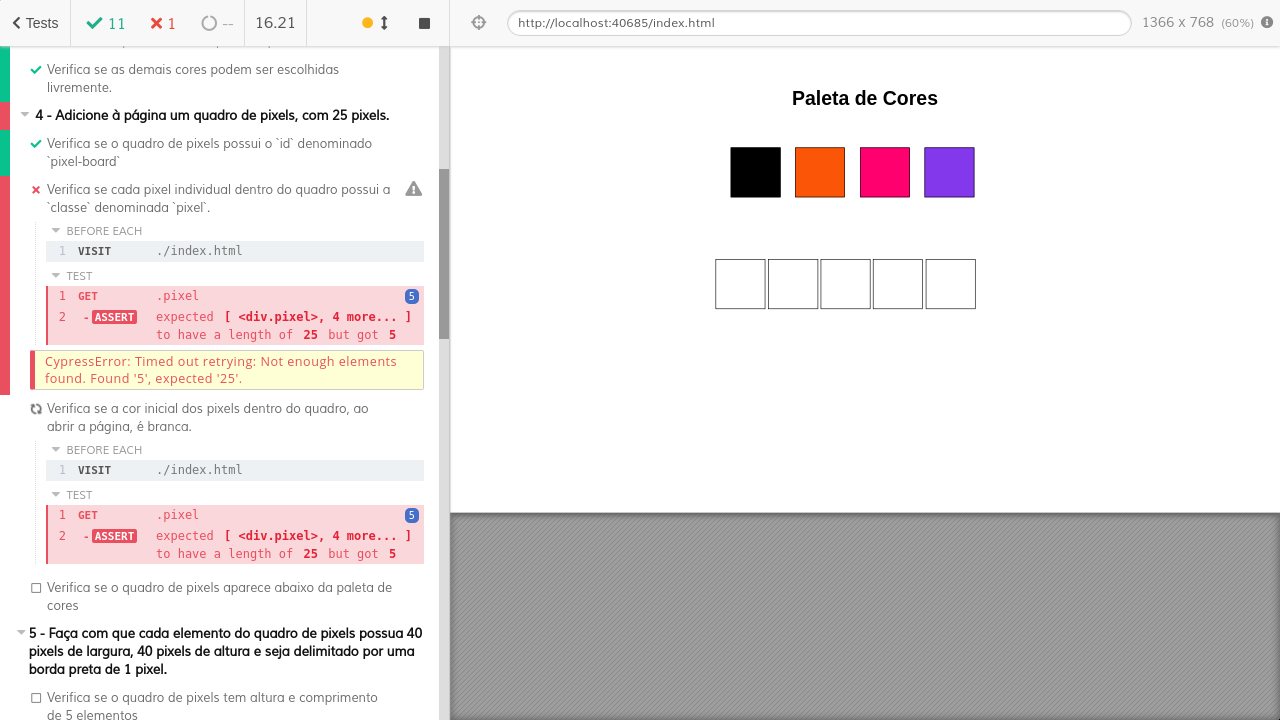 Tests
11
1
--
16.21
http://localhost:40685/index.html
1366 x 768 (60%)
Verifica se as demais cores podem ser escolhidas
livremente.
4 - Adicione à página um quadro de pixels, com 25 pixels.
Verifica se o quadro de pixels possui o `id` denominado
`pixel-board`
Verifica se cada pixel individual dentro do quadro possui a
`classe` denominada `pixel`.
BEFORE EACH
1 VISIT ./index.html
TEST
1 GET .pixel 5
2 -ASSERT expected [ <div.pixel>, 4 more... ]
to have a length of 25 but got 5
CypressError: Timed out retrying: Not enough elements
found. Found '5', expected '25'.
Verifica se a cor inicial dos pixels dentro do quadro, ao
abrir a página, é branca.
BEFORE EACH
1 VISIT ./index.html
TEST
1 GET .pixel 5
2 -ASSERT expected [ <div.pixel>, 4 more... ]
to have a length of 25 but got 5
Verifica se o quadro de pixels aparece abaixo da paleta de
cores
5 - Faça com que cada elemento do quadro de pixels possua 40
pixels de largura, 40 pixels de altura e seja delimitado por uma
borda preta de 1 pixel.
Verifica se o quadro de pixels tem altura e comprimento
de 5 elementos
Paleta de Cores